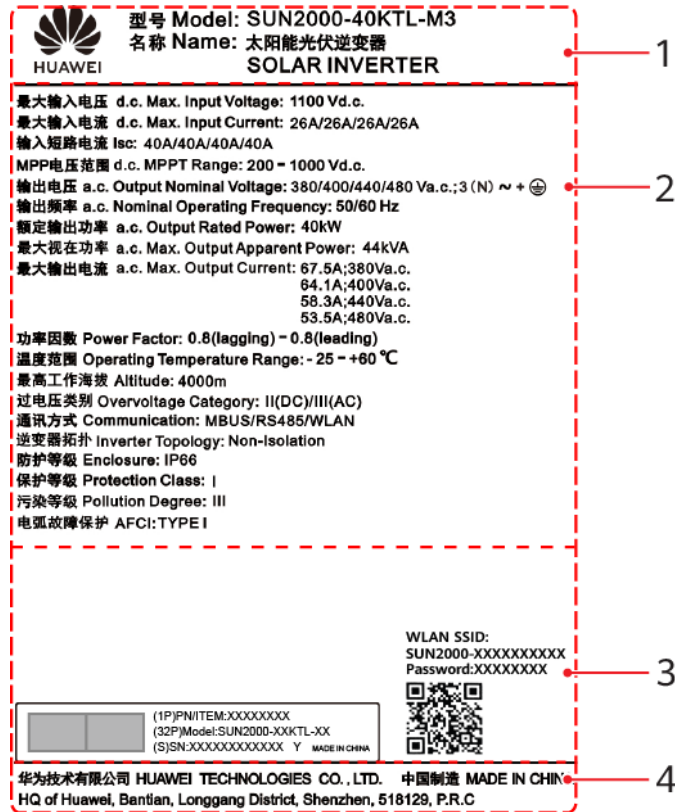 HUAWEI
型号 Model: SUN2000-40KTL-M3
名称 Name: 太阳能光伏逆变器
SOLAR INVERTER
1
最大输入电压 d.c. Max. Input Voltage: 1100 Vd.c.
最大输入电流 d.c. Max. Input Current: 26A/26A/26A/26A
输入短路电流 Isc: 40A/40A/40A/40A
MPP电压范围 d.c. MPPT Range: 200 - 1000 Vd.c.
输出电压 a.c. Output Nominal Voltage: 380/400/440/480 Va.c.;3 (N) ~ + ⏚
2
输出频率 a.c. Nominal Operating Frequency: 50/60 Hz
额定输出功率 a.c. Output Rated Power: 40kW
最大视在功率 a.c. Max. Output Apparent Power: 44kVA
最大输出电流 a.c. Max. Output Current: 67.5A;380Va.c.
64.1A;400Va.c.
58.3A;440Va.c.
53.5A;480Va.c.
功率因数 Power Factor: 0.8(lagging) - 0.8(leading)
温度范围 Operating Temperature Range: - 25 - +60 ℃
最高工作海拔 Altitude: 4000m
过电压类别 Overvoltage Category: II(DC)/III(AC)
通讯方式 Communication: MBUS/RS485/WLAN
逆变器拓扑 Inverter Topology: Non-Isolation
防护等级 Enclosure: IP66
保护等级 Protection Class: I
污染等级 Pollution Degree: III
电弧故障保护 AFCI:TYPE I
WLAN SSID:
SUN2000-XXXXXXXXXX
Password:XXXXXXXX
3
(1P)PN/ITEM:XXXXXXXX
(32P)Model:SUN2000-XXKTL-XX
(S)SN:XXXXXXXXXXXX Y MADE IN CHINA
华为技术有限公司 HUAWEI TECHNOLOGIES CO., LTD. 中国制造 MADE IN CHIN
4
HQ of Huawei, Bantian, Longgang District, Shenzhen, 518129, P.R.C